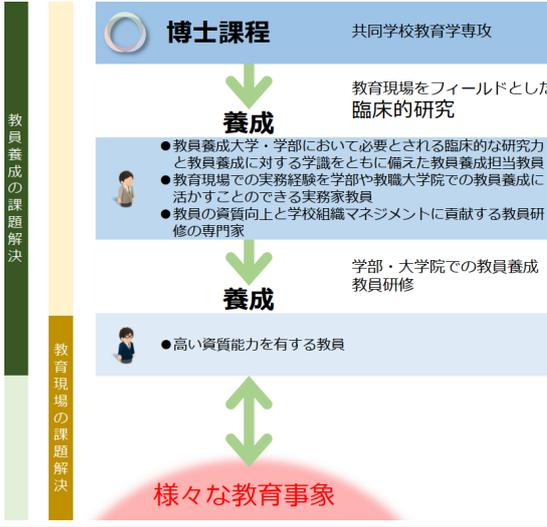 博士課程
共同学校教育学専攻
教育現場をフィールドとした
臨床的研究
養成
●教員養成大学・学部において必要とされる臨床的な研究力
と教員養成に対する学識をともに備えた教員養成担当教員
●教育現場での実務経験を学部や教職大学院での教員養成に
活かすことのできる実務家教員
●教員の資質向上と学校組織マネジメントに貢献する教員研
修の専門家
学部・大学院での教員養成
教員研修
養成
●高い資質能力を有する教員
様々な教育事象
教員養成の課題解決
教育現場の課題解決